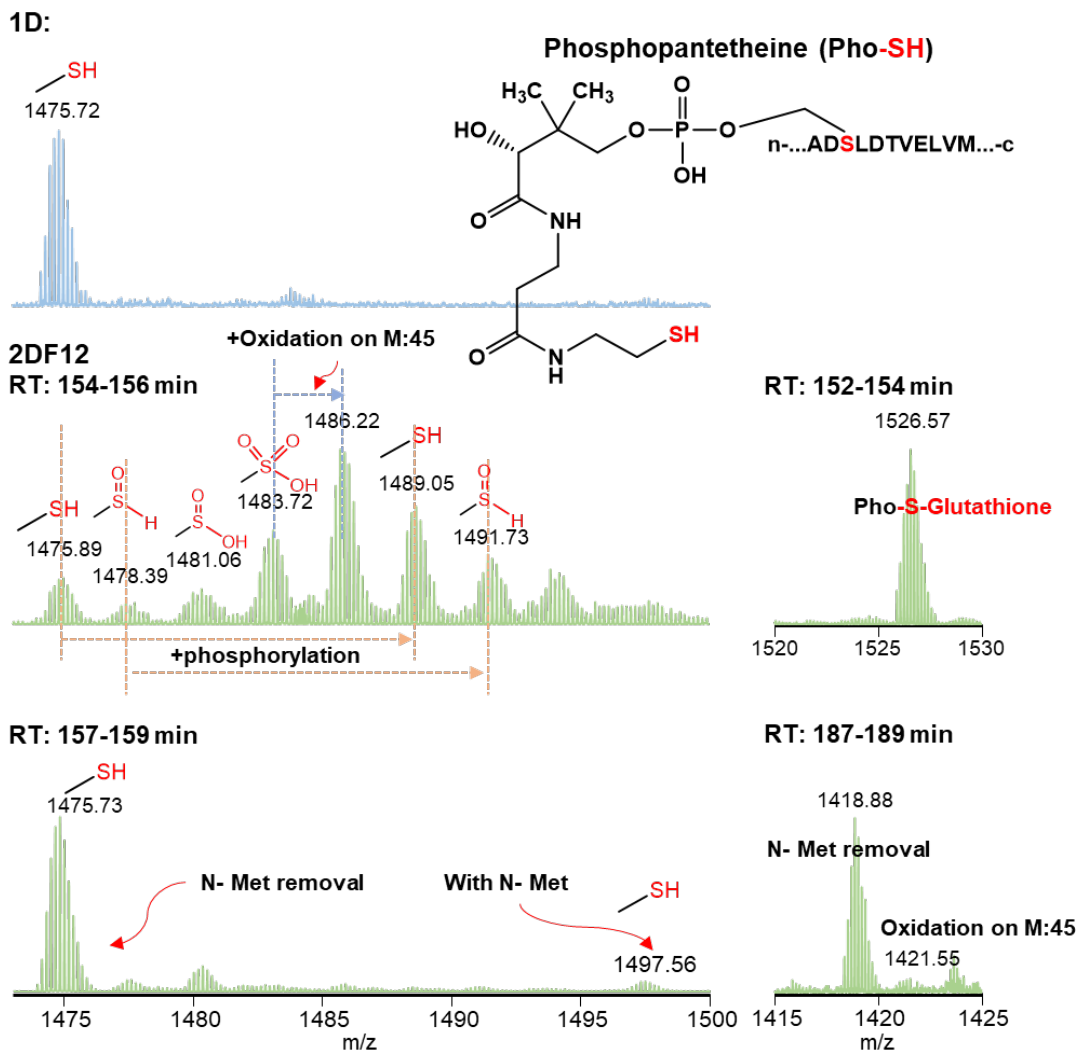 1D:
SH
1475.72
Phosphopantetheine (Pho-SH)
H₃C
CH₃
O
HO
O
P
O
OH
n-...ADSLDTVELVM...-c
O
NH
O
N
H
SH
2DF12
RT: 154-156 min
+Oxidation on M:45
SH
1475.89
O
S
H
1478.39
O
S
OH
1481.06
O
O
S
OH
1483.72
1486.22
SH
1489.05
O
S
H
1491.73
+phosphorylation
RT: 152-154 min
1526.57
Pho-S-Glutathione
1520 1525 1530
RT: 157-159 min
SH
1475.73
N- Met removal
With N- Met
SH
1497.56
1475 1480 1485 1490 1495 1500
m/z
RT: 187-189 min
1418.88
N- Met removal
Oxidation on M:45
1421.55
1415 1420 1425
m/z